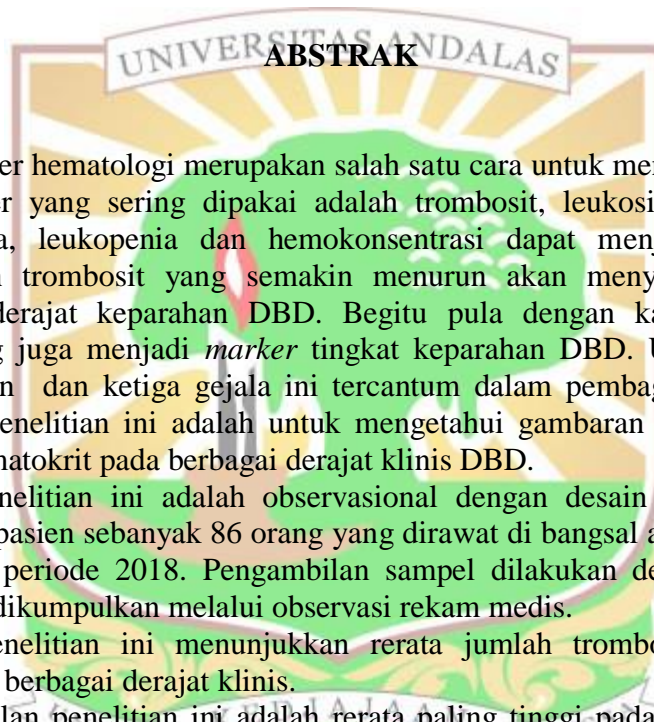 UNIVERSITAS ANDALAS
ABSTRAK
er hematologi merupakan salah satu cara untuk mer
er yang sering dipakai adalah trombosit, leukosi
a, leukopenia dan hemokonsentrasi dapat menj
trombosit yang semakin menurun akan meny
derajat keparahan DBD. Begitu pula dengan ka
g juga menjadi marker tingkat keparahan DBD. U
n dan ketiga gejala ini tercantum dalam pembag
enelitian ini adalah untuk mengetahui gambaran
natokrit pada berbagai derajat klinis DBD.
nelitian ini adalah observasional dengan desain
pasien sebanyak 86 orang yang dirawat di bangsal a
periode 2018. Pengambilan sampel dilakukan de
dikumpulkan melalui observasi rekam medis.
enelitian ini menunjukkan rerata jumlah trombo
berbagai derajat klinis.
lan penelitian ini adalah rerata paling tinggi pada